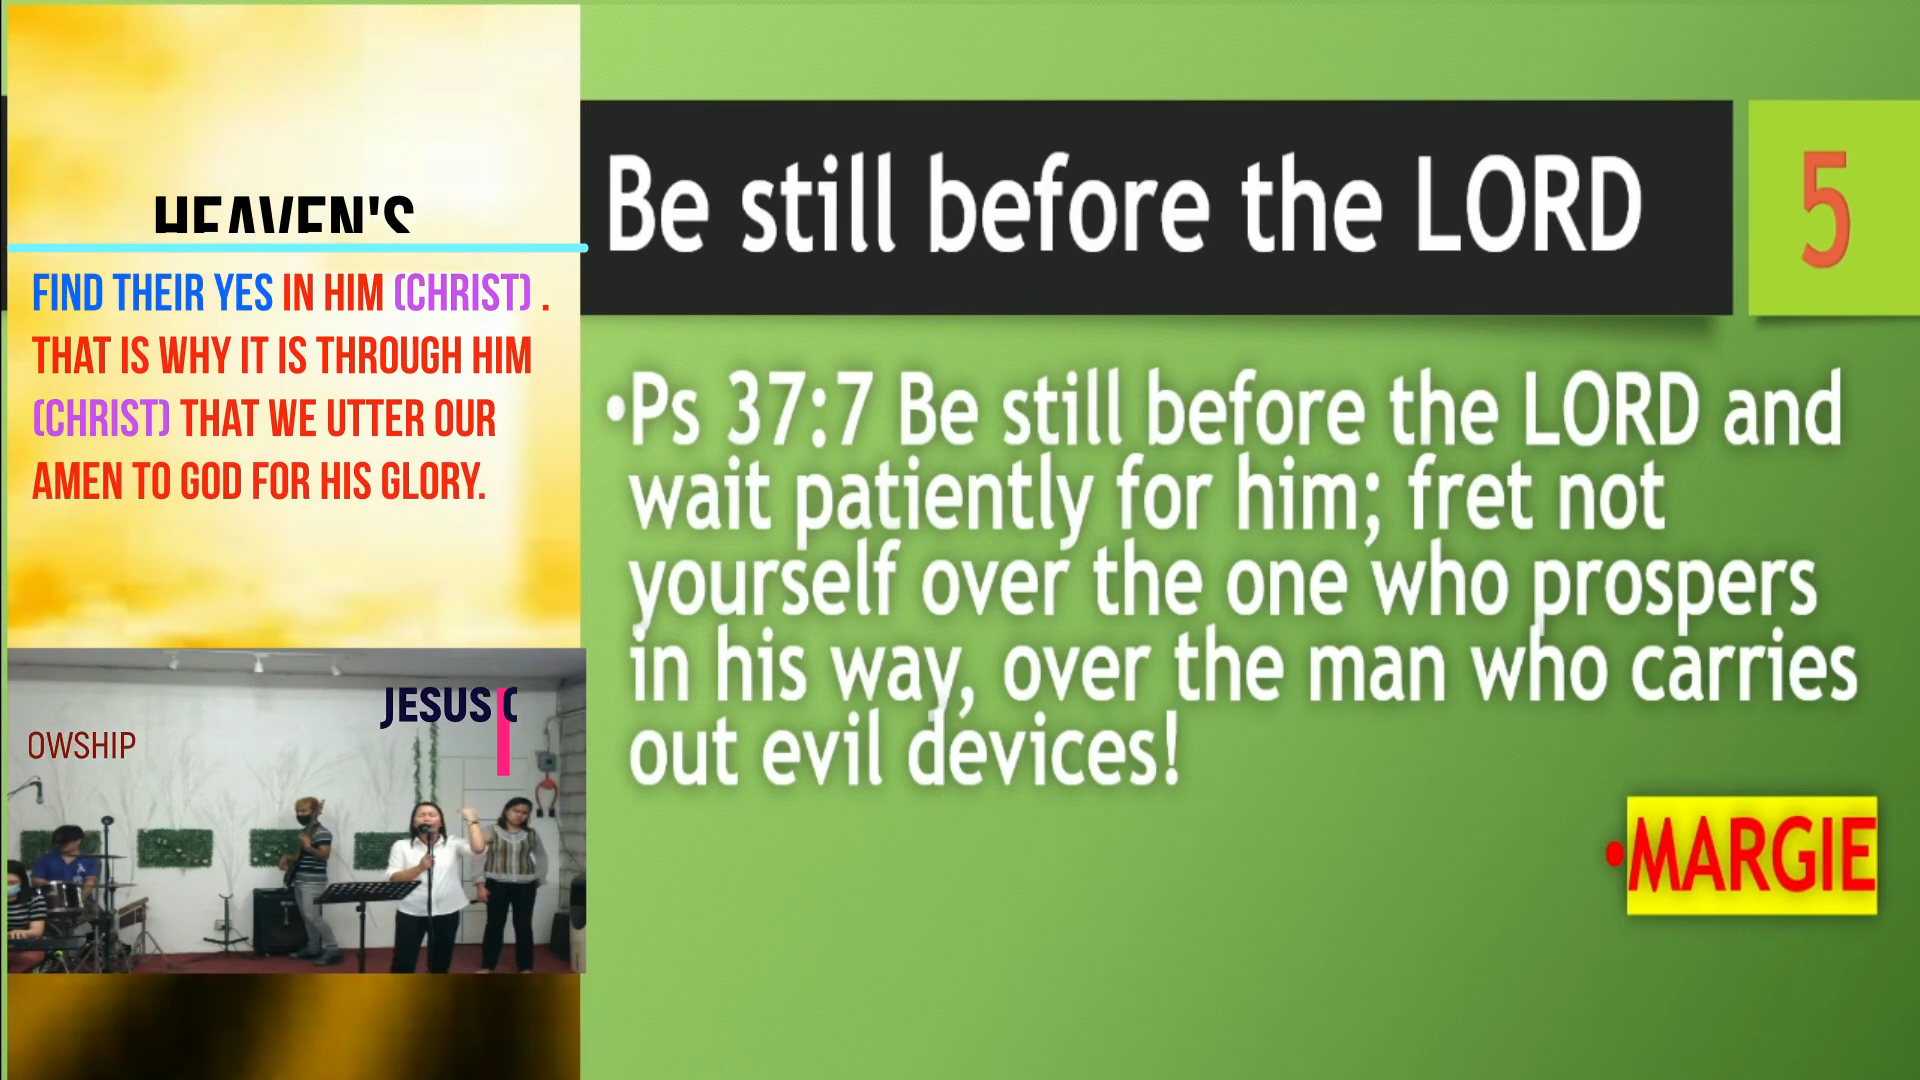 HEAVEN'S
FIND THEIR YES IN HIM (CHRIST) .
THAT IS WHY IT IS THROUGH HIM
(CHRIST) THAT WE UTTER OUR
AMEN TO GOD FOR HIS GLORY.
OWSHIP
JESUS C
Be still before the LORD
5
•Ps 37:7 Be still before the LORD and
wait patiently for him; fret not
yourself over the one who prospers
in his way, over the man who carries
out evil devices!
•MARGIE